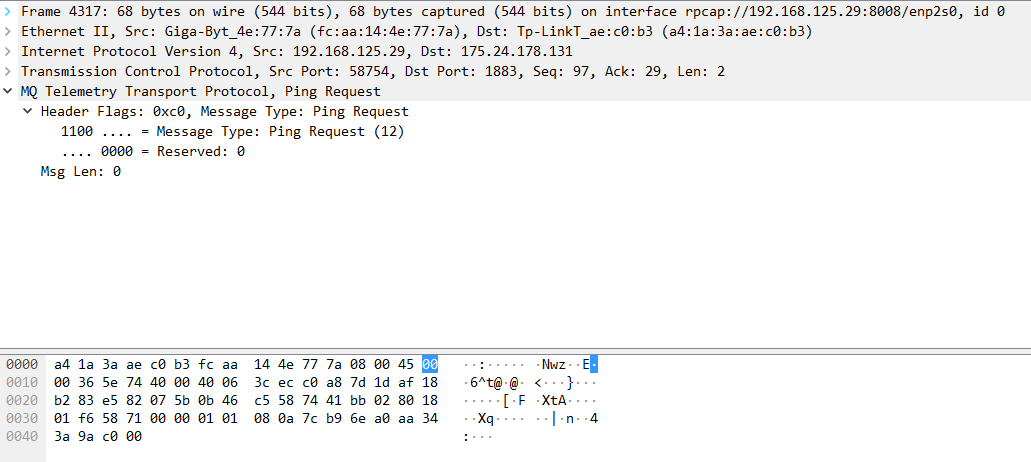 Frame 4317: 68 bytes on wire (544 bits), 68 bytes captured (544 bits) on interface rpcap://192.168.125.29:8008/enp2s0, id 0
Ethernet II, Src: Giga-Byt_4e:77:7a (fc:aa:14:4e:77:7a), Dst: Tp-LinkT_ae:c0:b3 (a4:1a:3a:ae:c0:b3)
Internet Protocol Version 4, Src: 192.168.125.29, Dst: 175.24.178.131
Transmission Control Protocol, Src Port: 58754, Dst Port: 1883, Seq: 97, Ack: 29, Len: 2
MQ Telemetry Transport Protocol, Ping Request
Header Flags: 0xc0, Message Type: Ping Request
1100 .... = Message Type: Ping Request (12)
.... 0000 = Reserved: 0
Msg Len: 0
0000 a4 1a 3a ae c0 b3 fc aa 14 4e 77 7a 08 00 45 00 ··:····· ·Nwz··E·
0010 00 36 5e 74 40 00 40 06 3c ec c0 a8 7d 1d af 18 ·6^t@·@· <···}···
0020 b2 83 e5 82 07 5b 0b 46 c5 58 74 41 bb 02 80 18 ·····[·F ·XtA····
0030 01 f6 58 71 00 00 01 01 08 0a 7c b9 6e a0 aa 34 ··Xq···· ··|·n··4
0040 3a 9a c0 00 :···